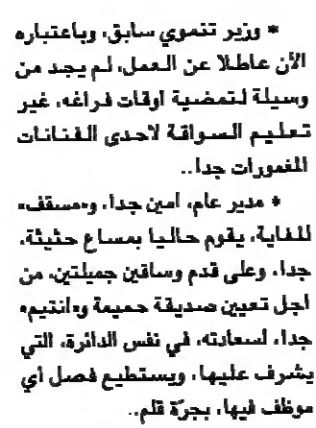 * وزير تنموي سابق، وباعتباره
الآن عاطلا عن العمل، لم يجد من
وسيلة لتمضية اوقات فراغه، غير
تعليم السواقة لاحدى الفنانات
المغمورات جدا..
* مدير عام، امين جدا، و«مسقف»
للغاية، يقوم حاليا بمساع حثيثة،
جدا، وعلى قدم وساقين جميلتين، من
اجل تعيين صديقة حميمة و«انتيم»
جدا، لسعادته، في نفس الدائرة، التي
يشرف عليها، ويستطيع فصل أي
موظف فيها، بجرّة قلم..